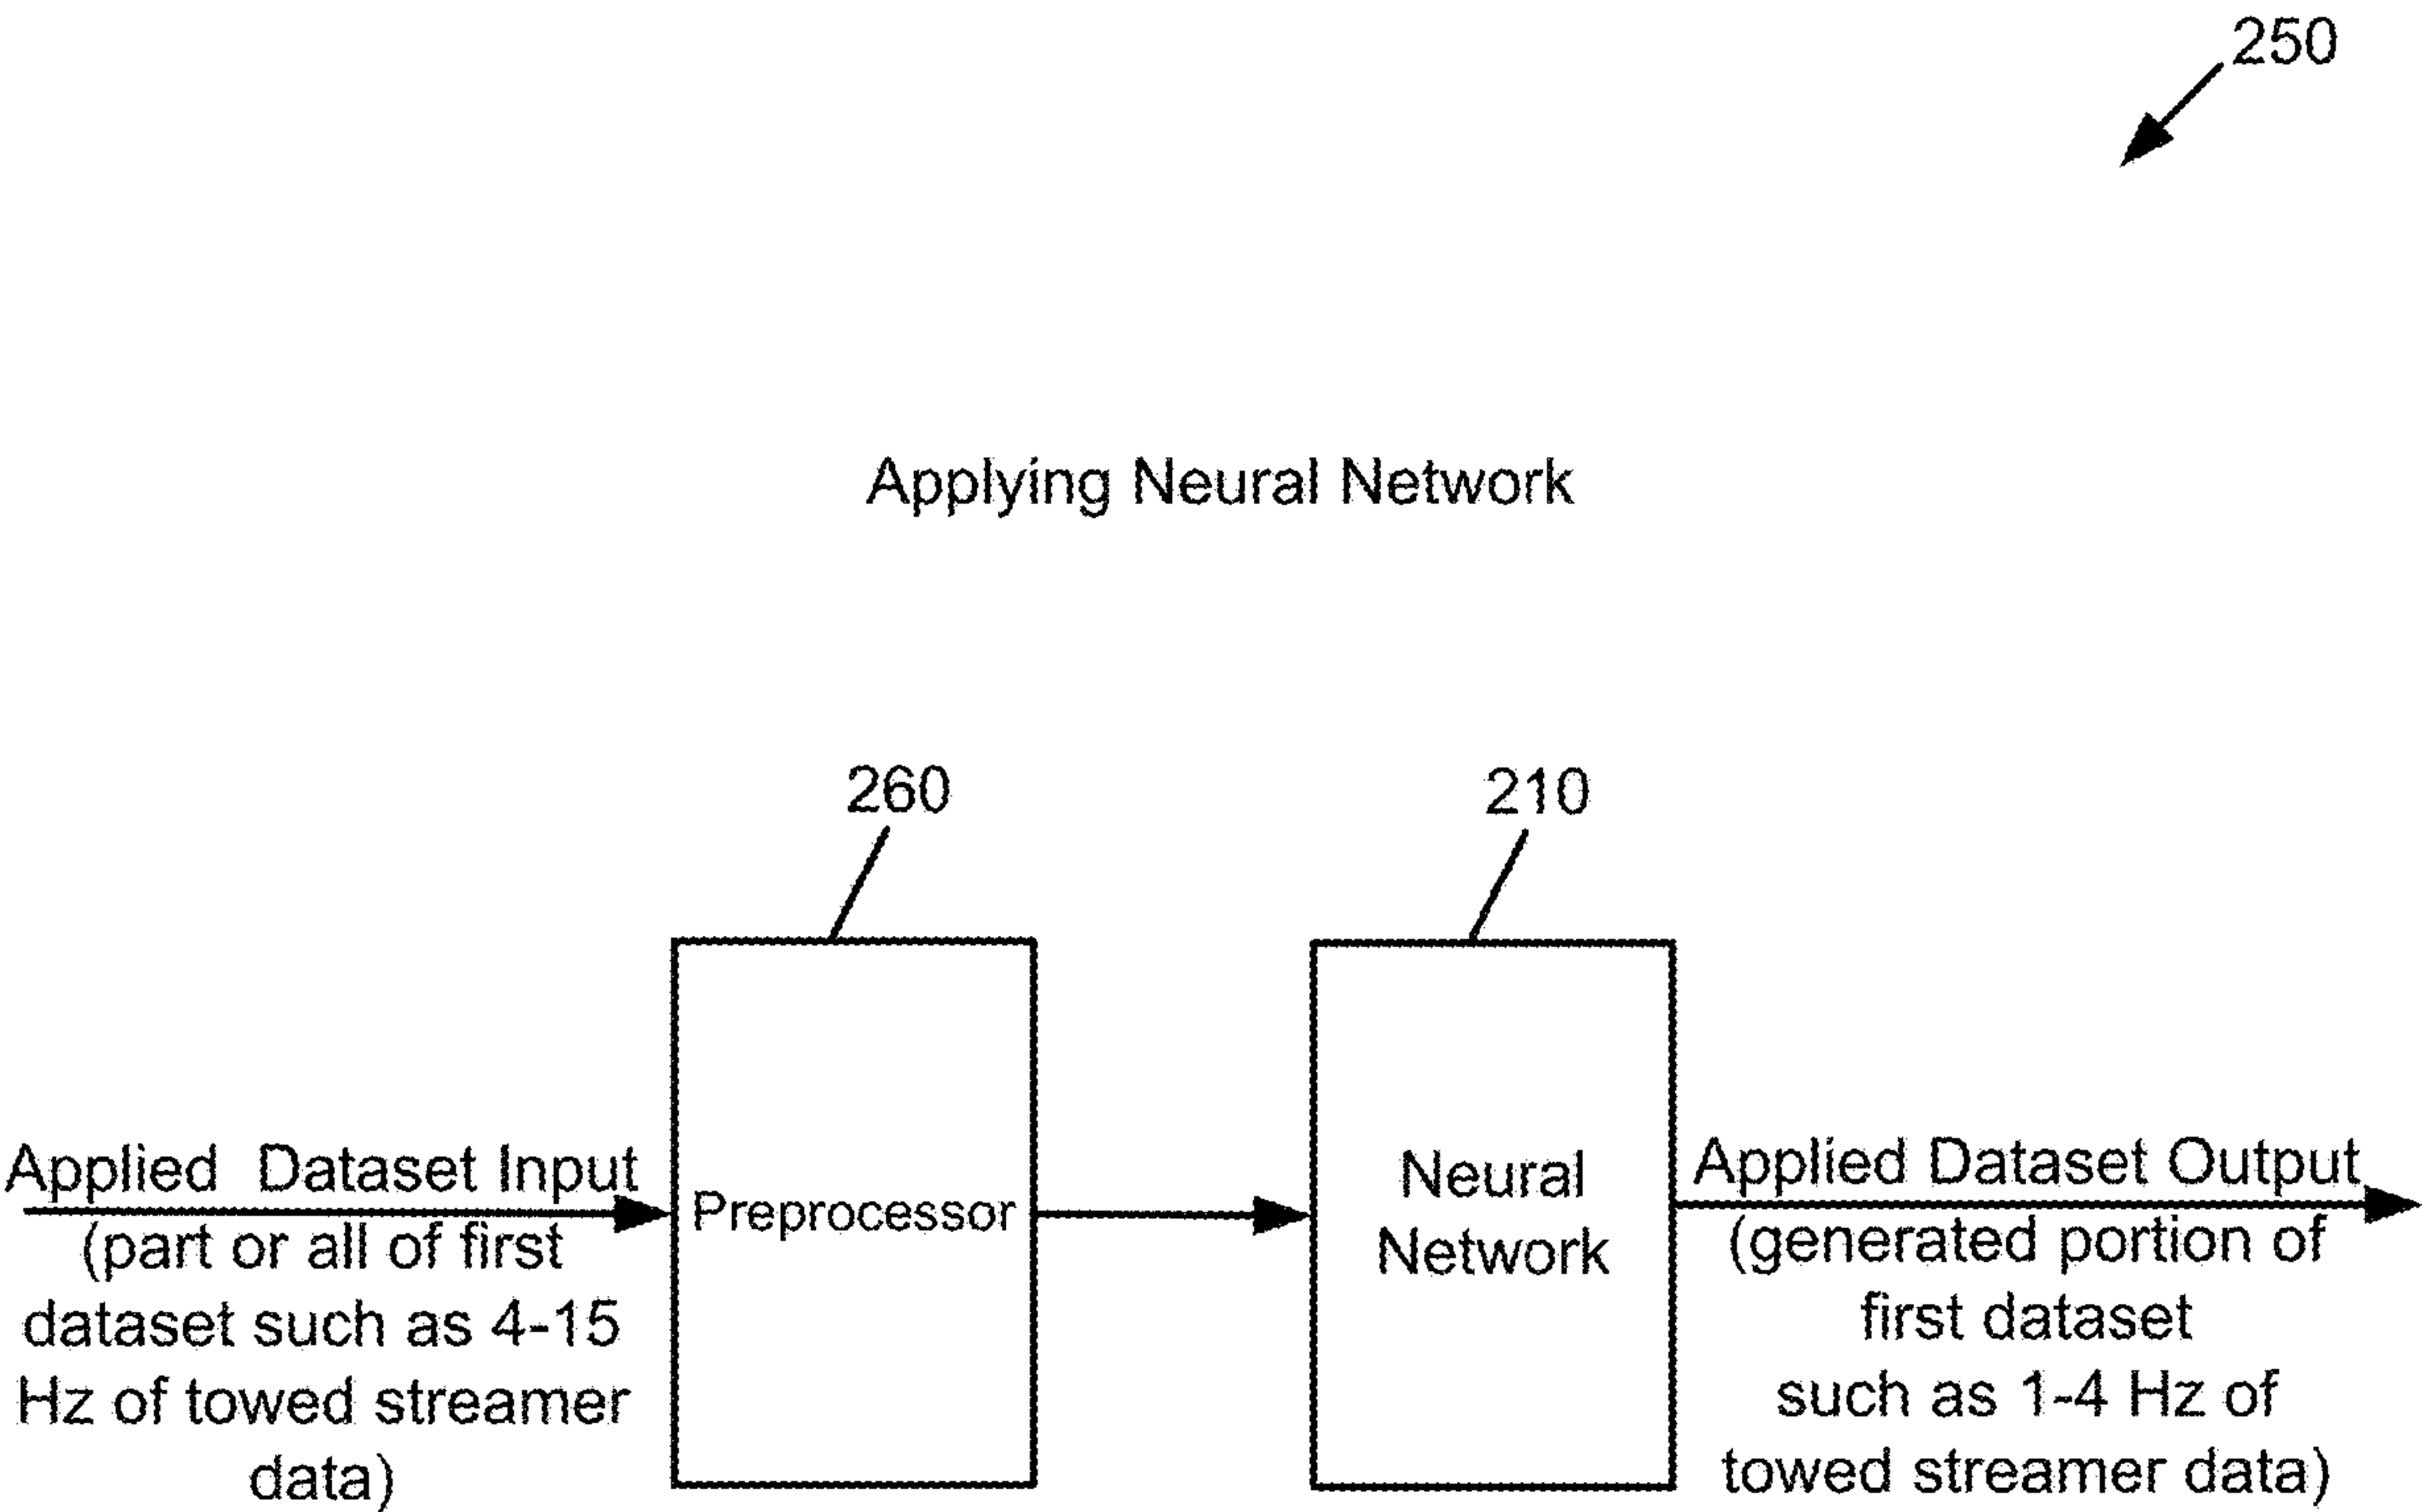 250
Applying Neural Network
260
210
Applied Dataset Input
(part or all of first
dataset such as 4-15
Hz of towed streamer
data)
Preprocessor
Neural
Network
Applied Dataset Output
(generated portion of
first dataset
such as 1-4 Hz of
towed streamer data)